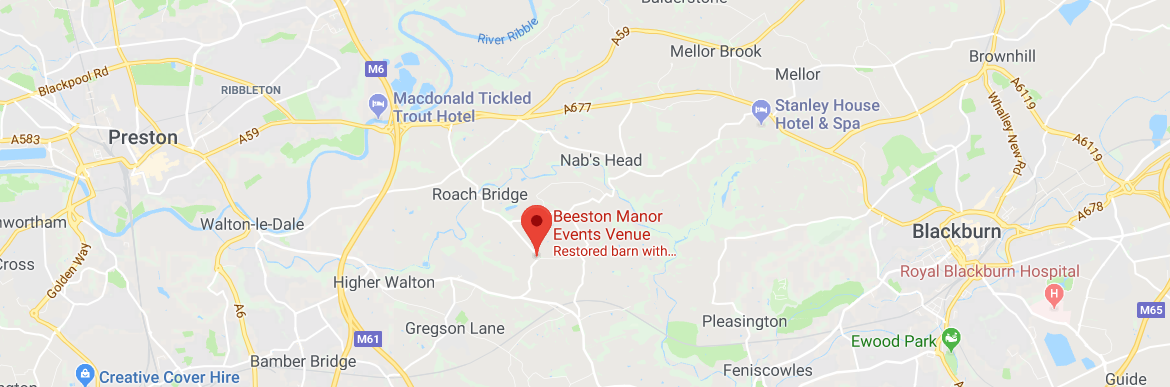 Balderstone
River Ribble
A59
Mellor Brook
Brownhill
M6
Blackpool Rd
Mellor
A6119
RIBBLETON
Macdonald Tickled
Trout Hotel
A677
Stanley House
Hotel & Spa
Whalley New Rd
A583
Preston
A59
A6119
Nab's Head
Roach Bridge
A678
nwortham
Walton-le-Dale
Beeston Manor
Events Venue
Restored barn with…
Blackburn
Cross
Golden Way
Higher Walton
Royal Blackburn Hospital
H
A6
M65
Gregson Lane
Pleasington
M61
Ewood Park
Bamber Bridge
Feniscowles
Creative Cover Hire
Guide